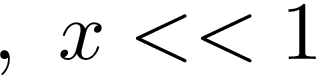 , x << 1